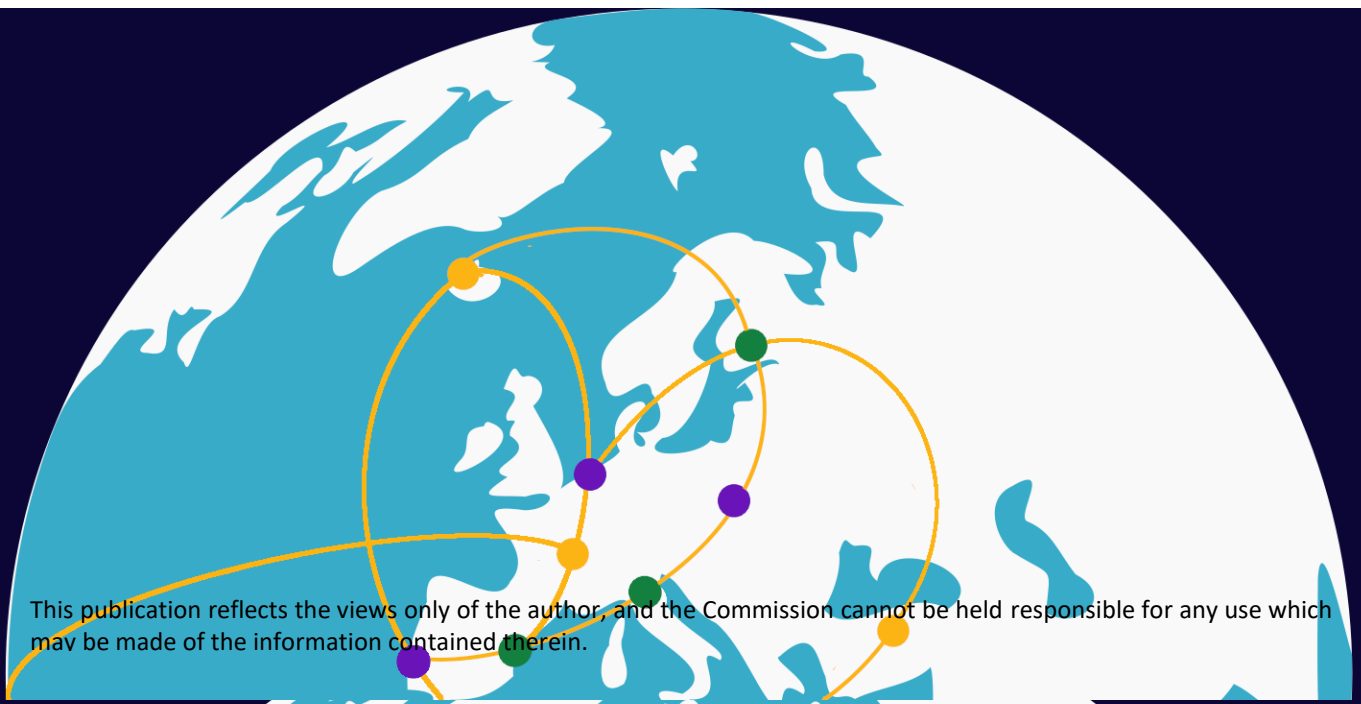 This publication reflects the views only of the author, and the Commission cannot be held responsible for any use which
may be made of the information contained therein.